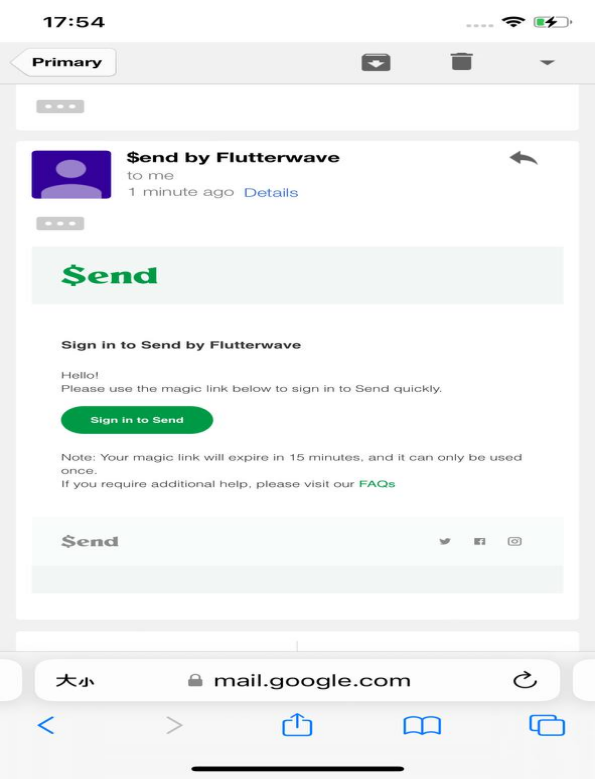 17:54
Primary
$end by Flutterwave
to me
1 minute ago Details
$end
Sign in to Send by Flutterwave
Hello!
Please use the magic link below to sign in to Send quickly.
Sign in to Send
Note: Your magic link will expire in 15 minutes, and it can only be used
once.
If you require additional help, please visit our FAQs
$end
大小 mail.google.com